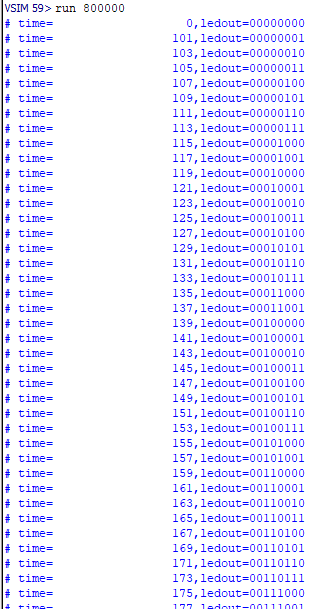 VSIM 59> run 800000
# time=                   0,ledout=00000000
# time=                 101,ledout=00000001
# time=                 103,ledout=00000010
# time=                 105,ledout=00000011
# time=                 107,ledout=00000100
# time=                 109,ledout=00000101
# time=                 111,ledout=00000110
# time=                 113,ledout=00000111
# time=                 115,ledout=00001000
# time=                 117,ledout=00001001
# time=                 119,ledout=00010000
# time=                 121,ledout=00010001
# time=                 123,ledout=00010010
# time=                 125,ledout=00010011
# time=                 127,ledout=00010100
# time=                 129,ledout=00010101
# time=                 131,ledout=00010110
# time=                 133,ledout=00010111
# time=                 135,ledout=00011000
# time=                 137,ledout=00011001
# time=                 139,ledout=00100000
# time=                 141,ledout=00100001
# time=                 143,ledout=00100010
# time=                 145,ledout=00100011
# time=                 147,ledout=00100100
# time=                 149,ledout=00100101
# time=                 151,ledout=00100110
# time=                 153,ledout=00100111
# time=                 155,ledout=00101000
# time=                 157,ledout=00101001
# time=                 159,ledout=00110000
# time=                 161,ledout=00110001
# time=                 163,ledout=00110010
# time=                 165,ledout=00110011
# time=                 167,ledout=00110100
# time=                 169,ledout=00110101
# time=                 171,ledout=00110110
# time=                 173,ledout=00110111
# time=                 175,ledout=00111000
# time=                 177,ledout=00111001